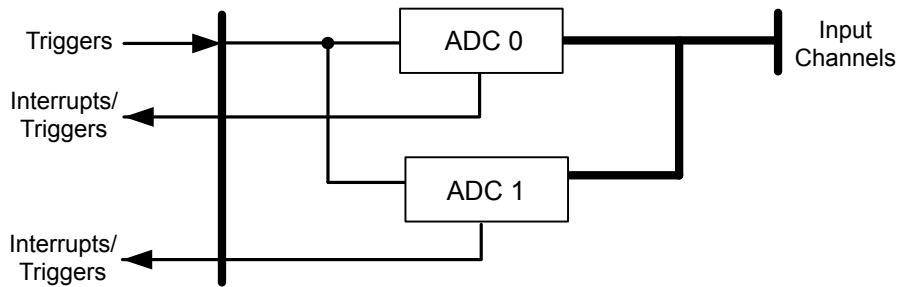 Triggers
ADC 0
Input
Channels
Interrupts/
Triggers
ADC 1
Interrupts/
Triggers